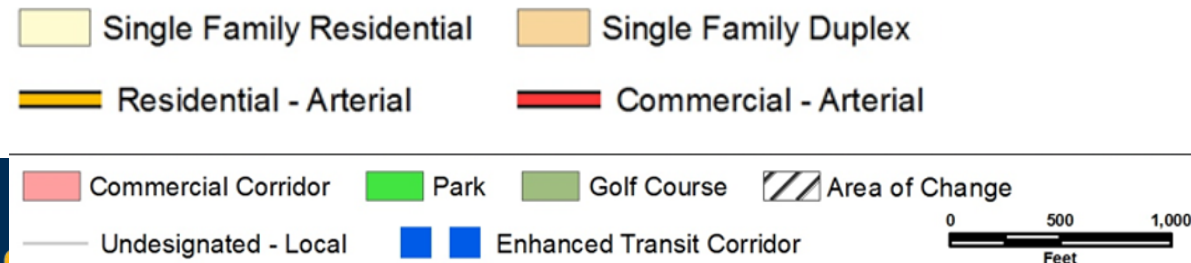 Single Family Residential Single Family Duplex
Residential - Arterial Commercial - Arterial
Commercial Corridor Park Golf Course Area of Change
0 500 1,000
Undesignated - Local Enhanced Transit Corridor
Feet